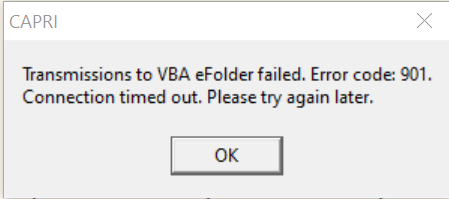 CAPRI
Transmissions to VBA eFolder failed. Error code: 901.
Connection timed out. Please try again later.
OK